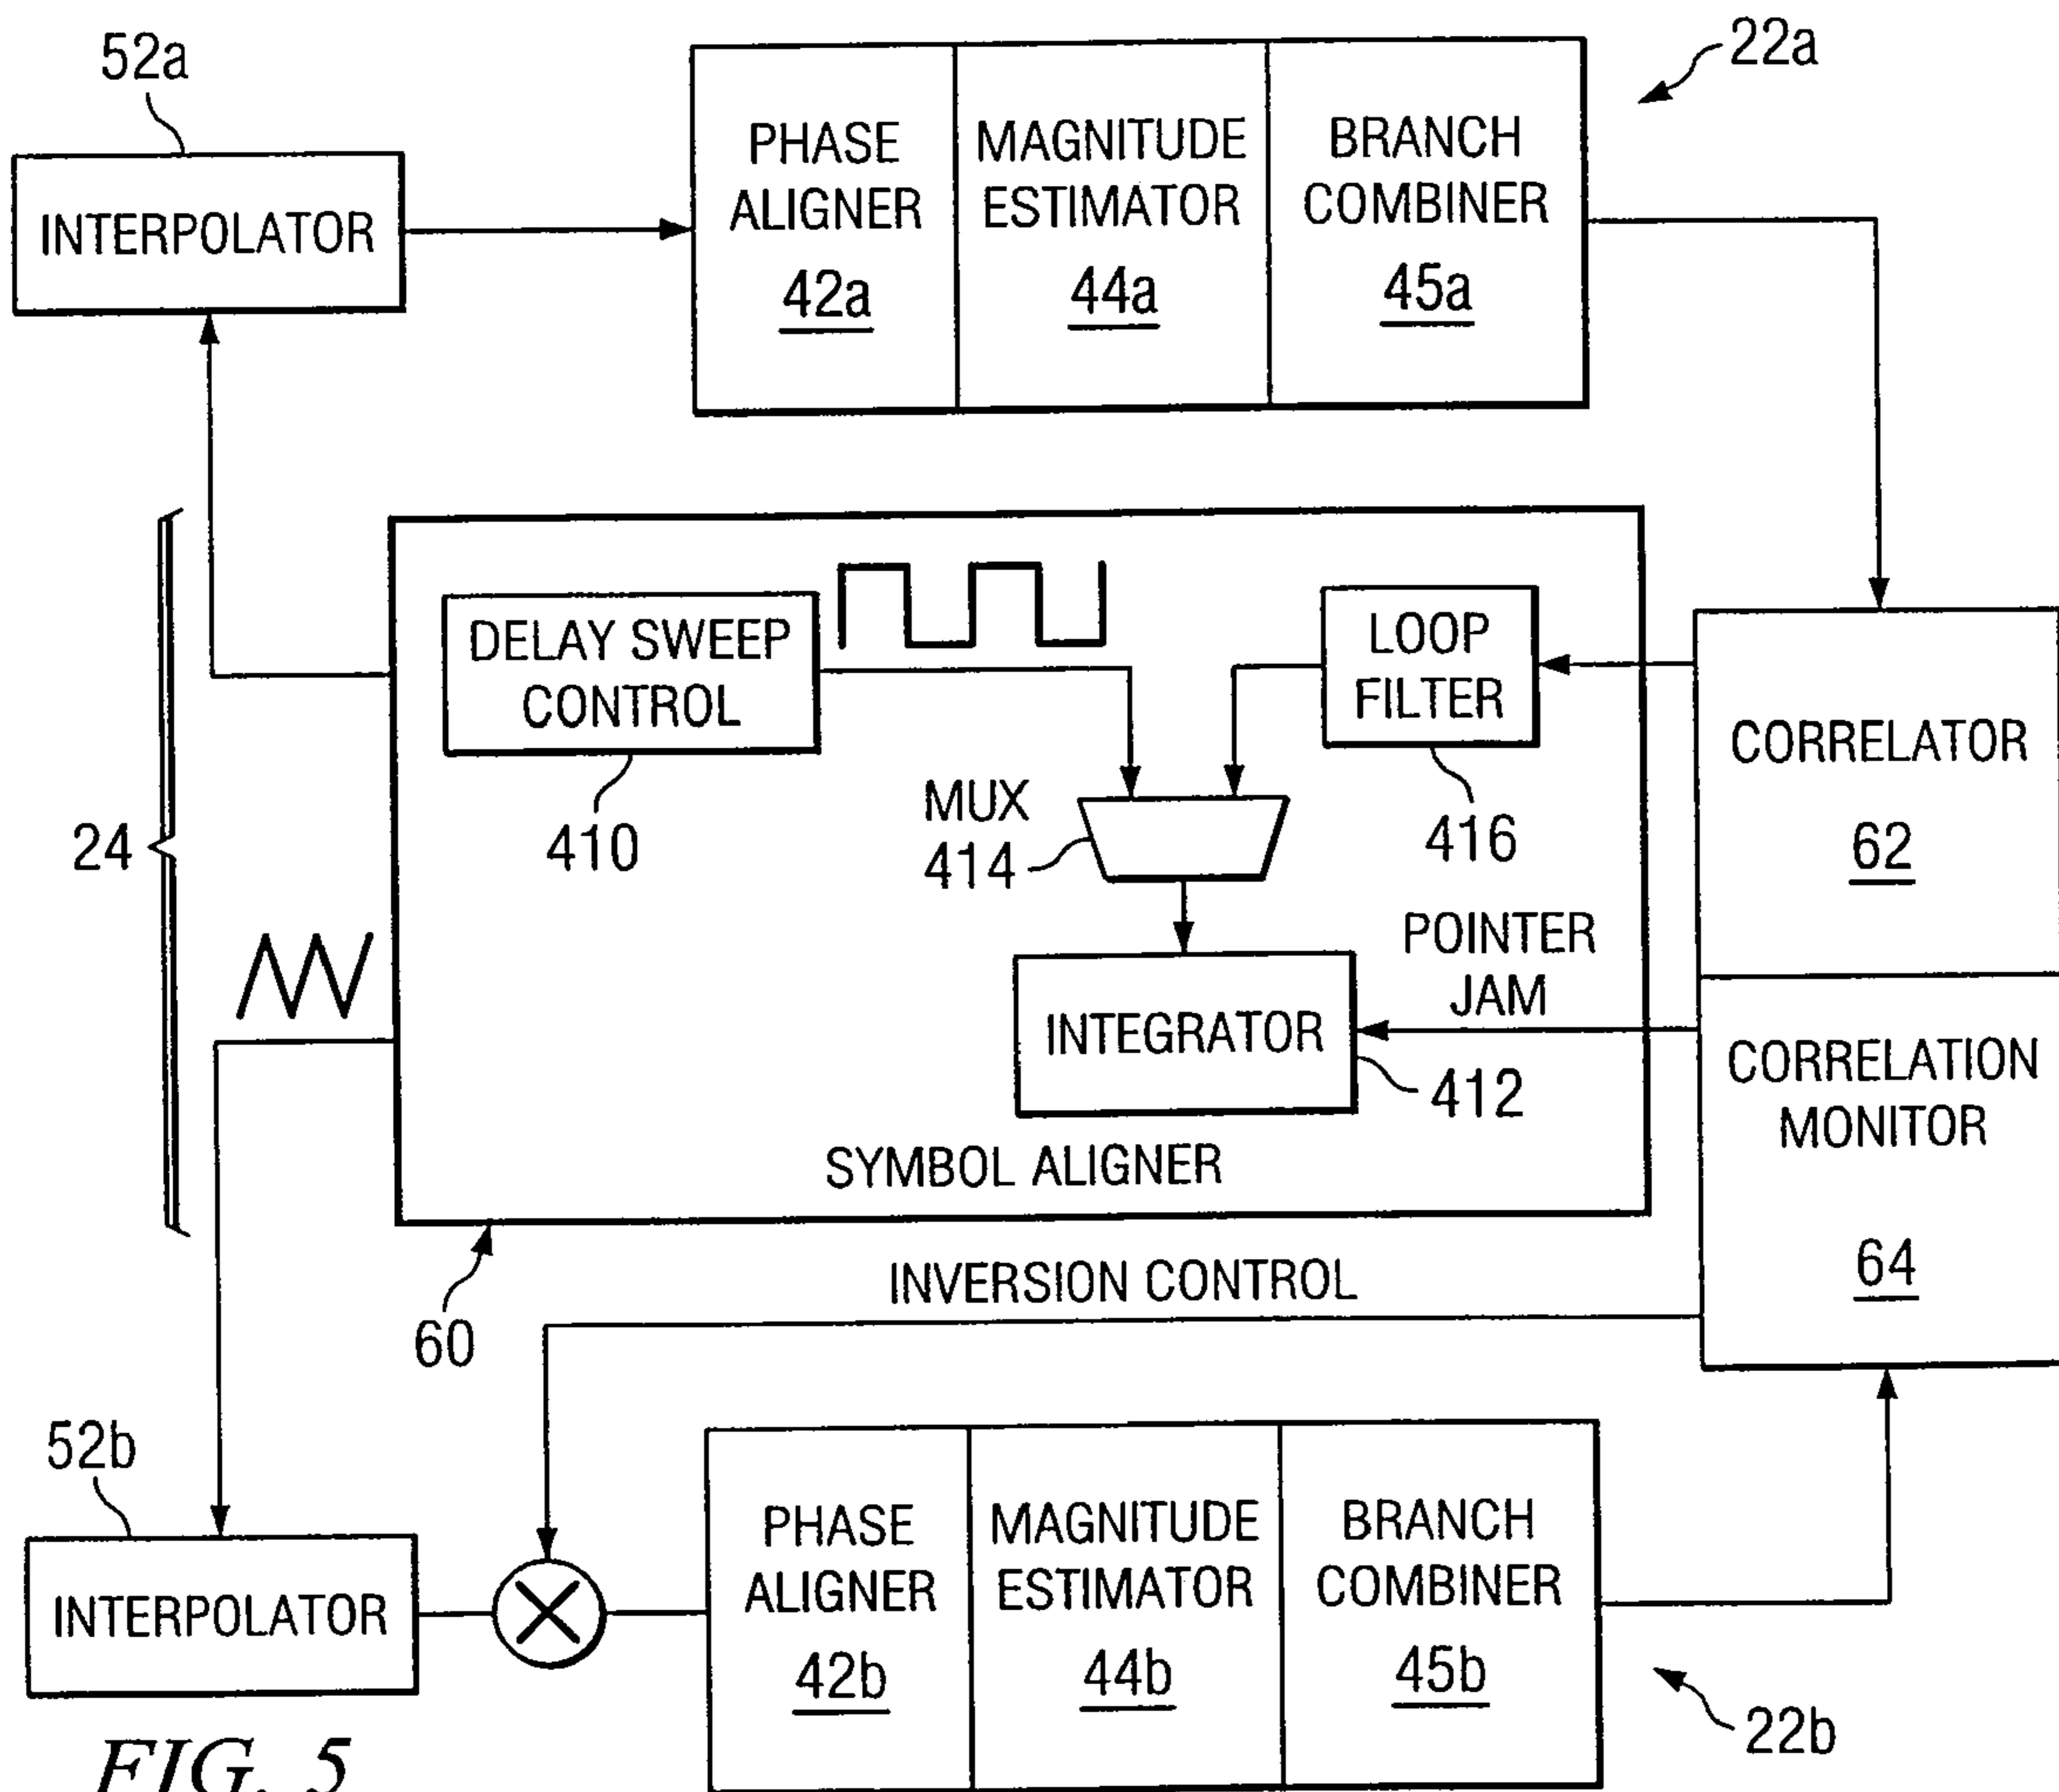 52a
22a
INTERPOLATOR
PHASE
ALIGNER
42a
MAGNITUDE
ESTIMATOR
44a
BRANCH
COMBINER
45a
24
DELAY SWEEP
CONTROL
410
LOOP
FILTER
416
MUX
414
INTEGRATOR
412
POINTER
JAM
SYMBOL ALIGNER
60
CORRELATOR
62
CORRELATION
MONITOR
64
INVERSION CONTROL
52b
INTERPOLATOR
PHASE
ALIGNER
42b
MAGNITUDE
ESTIMATOR
44b
BRANCH
COMBINER
45b
22b
FIG. 5